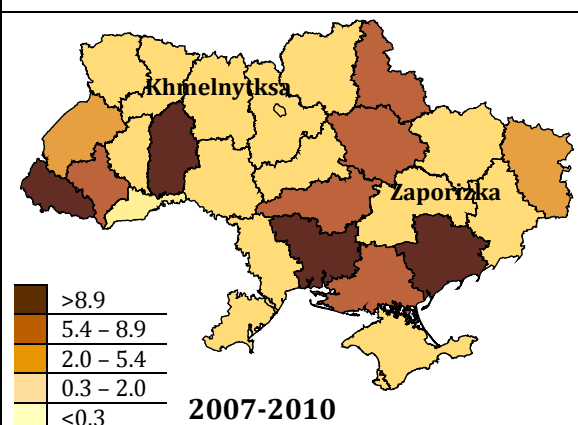 Khmelnytksa
Zaporizka
>8.9
5.4 – 8.9
2.0 – 5.4
0.3 – 2.0
<0.3
2007-2010